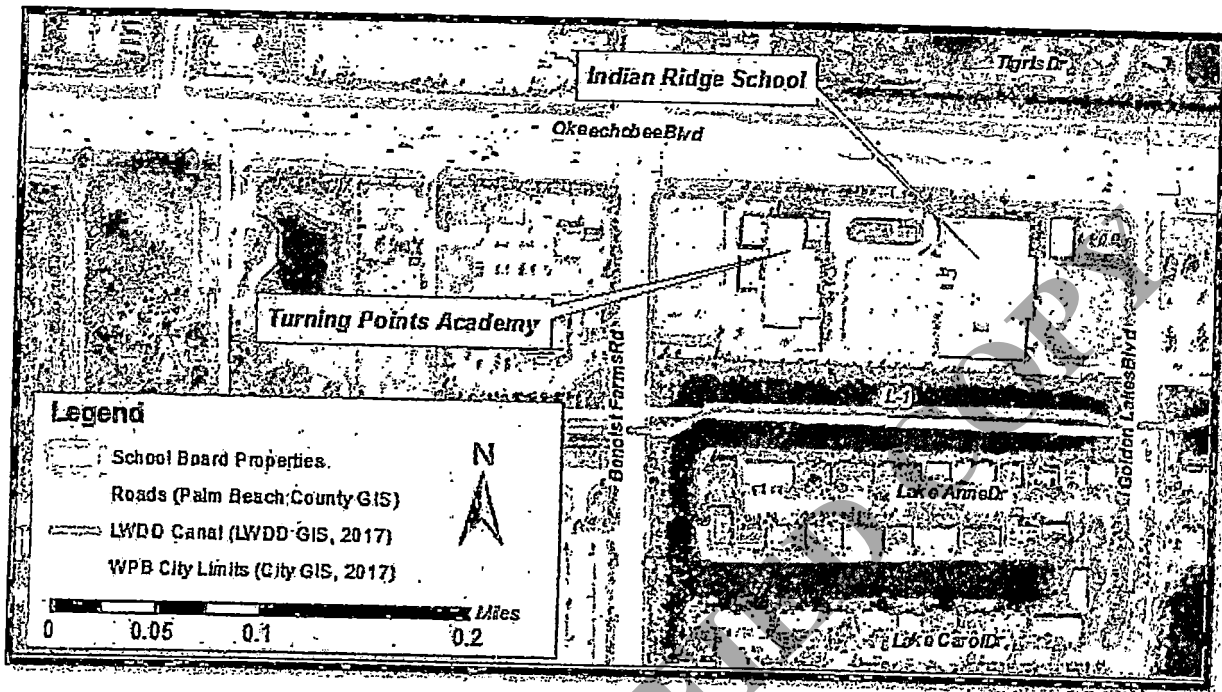 Tigris Dr
Indian Ridge School
Okeechobee Blvd
Turning Points Academy
L-1
Benoist Farms Rd
Golden Lakes Blvd
Lake Anne Dr
Lake Carol Dr
Legend
School Board Properties.
Roads (Palm Beach County GIS)
LWDD Canal (LWDD GIS, 2017)
WPB City Limits (City GIS, 2017)
N
Miles
0 0.05 0.1 0.2
COPY